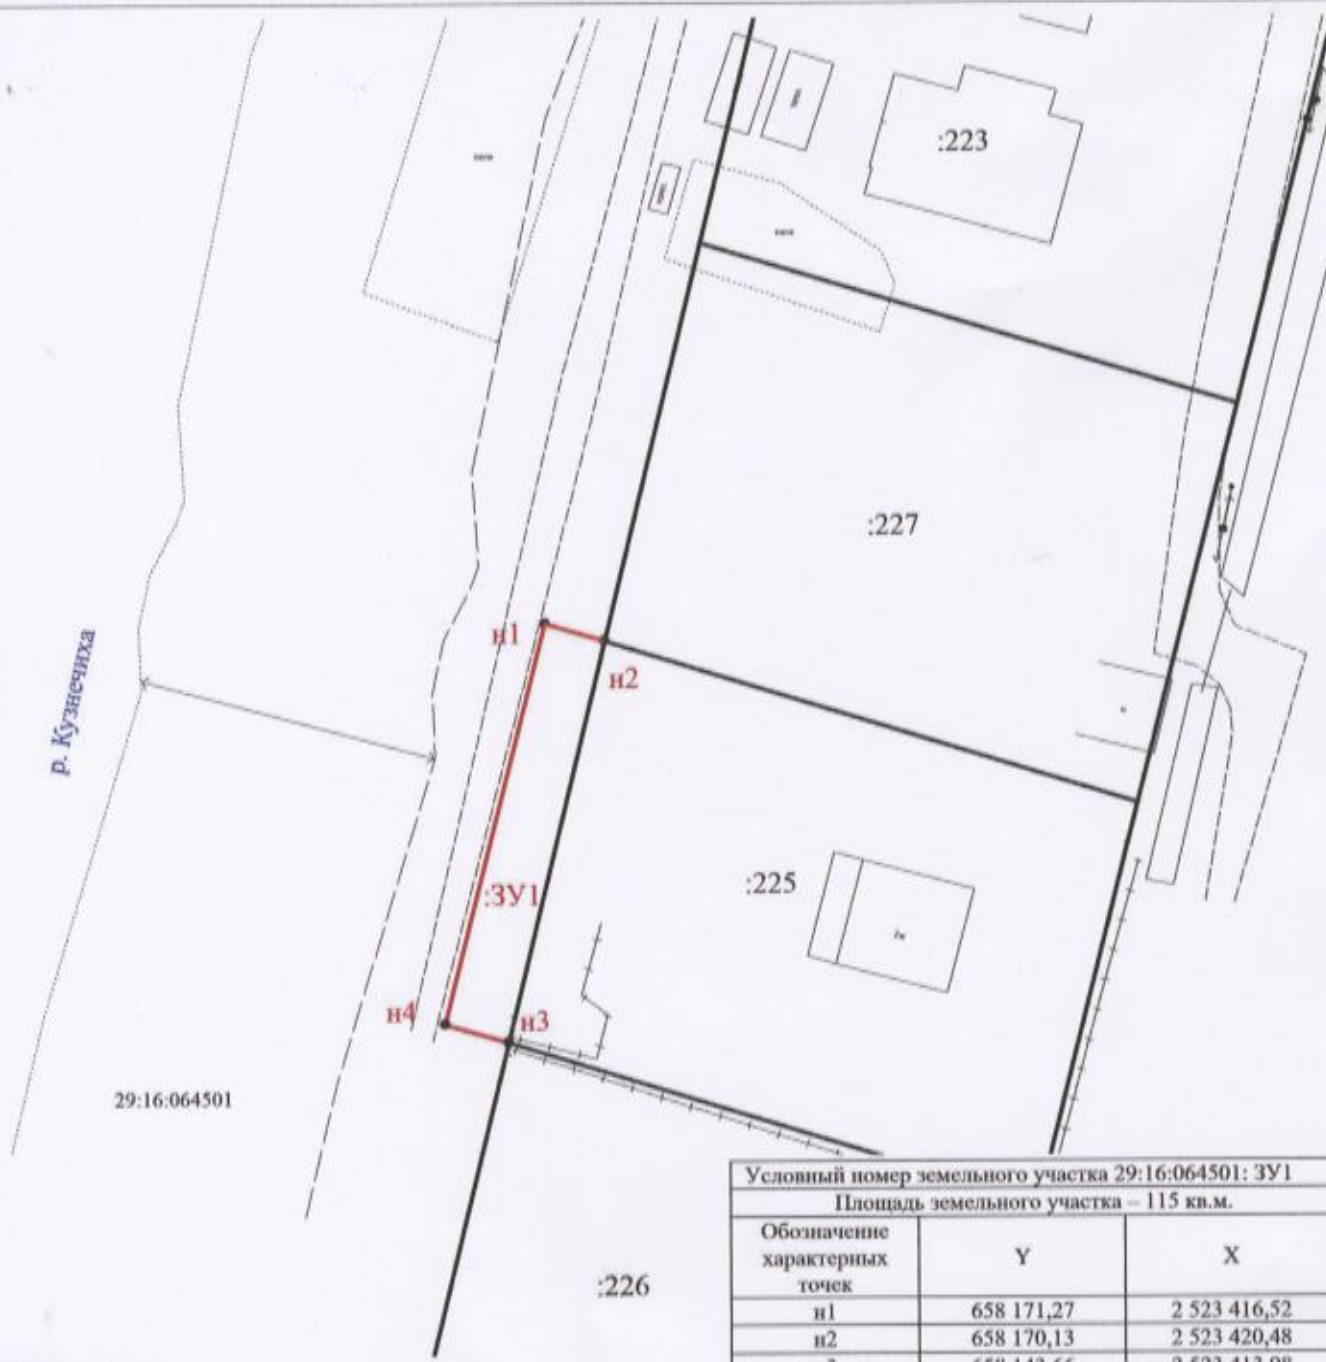 :223
:227
н1
н2
р. Кузнечиха
:225
:ЗУ1
н4
н3
29:16:064501
:226
Условный номер земельного участка 29:16:064501: ЗУ1
Площадь земельного участка – 115 кв.м.
Обозначение характерных точек
Y
X
н1 658 171,27 2 523 416,52
н2 658 170,13 2 523 420,48